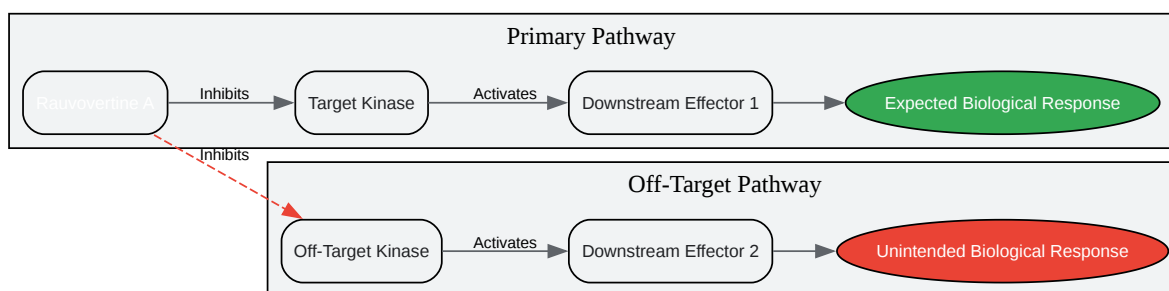 Primary Pathway
Rauvovertine A
Inhibits
Target Kinase
Activates
Downstream Effector 1
Expected Biological Response
Inhibits
Off-Target Pathway
Off-Target Kinase
Activates
Downstream Effector 2
Unintended Biological Response